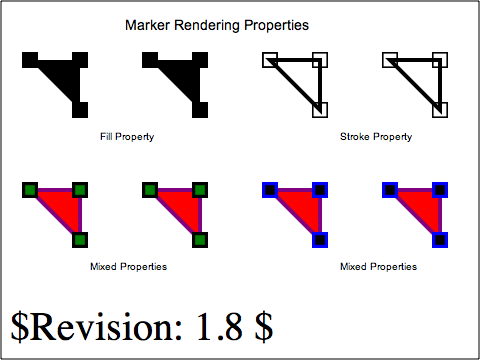 Marker Rendering Properties
Fill Property
Stroke Property
Mixed Properties
Mixed Properties
$Revision: 1.8 $